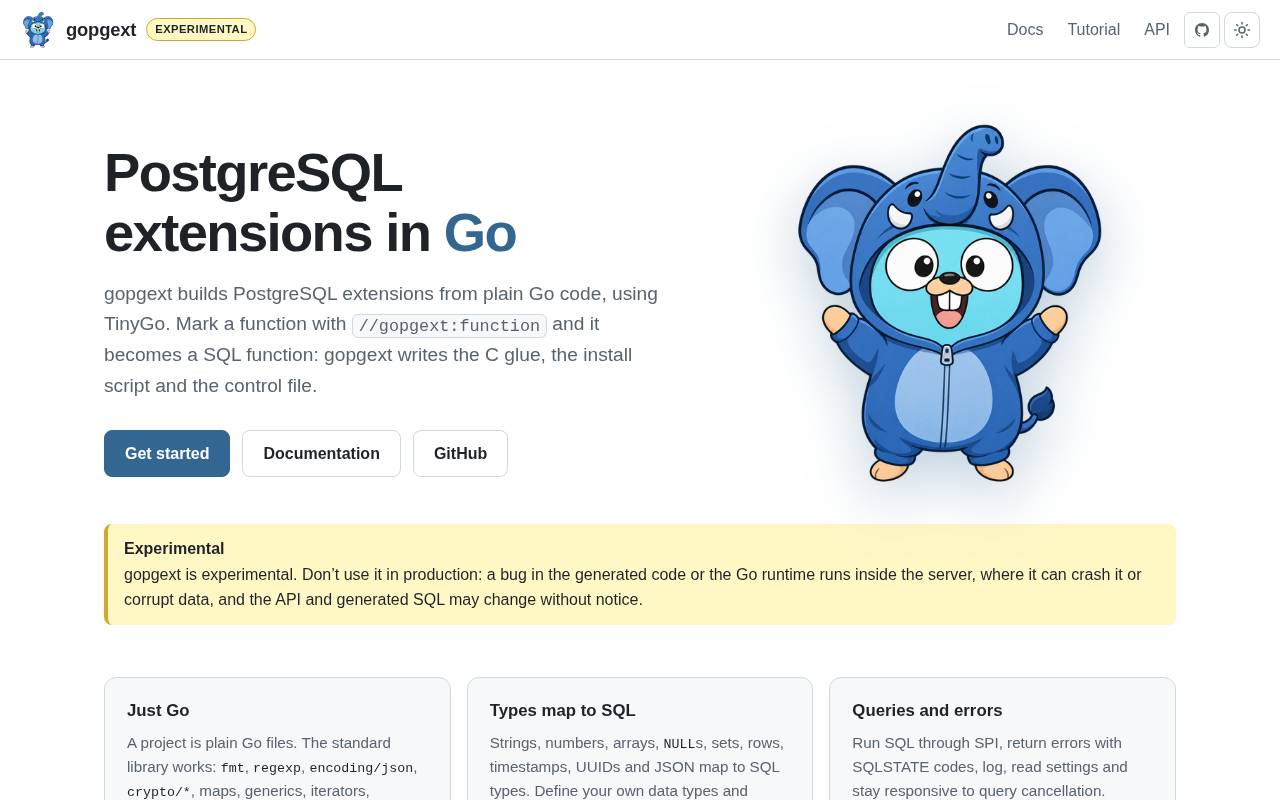 gopgext EXPERIMENTAL Docs Tutorial API
PostgreSQL
extensions in Go
gopgext builds PostgreSQL extensions from plain Go code, using
TinyGo. Mark a function with //gopgext:function and it
becomes a SQL function: gopgext writes the C glue, the install
script and the control file.
Get started Documentation GitHub
Experimental
gopgext is experimental. Don’t use it in production: a bug in the generated code or the Go runtime runs inside the server, where it can crash it or
corrupt data, and the API and generated SQL may change without notice.
Just Go
A project is plain Go files. The standard
library works: fmt, regexp, encoding/json,
crypto/*, maps, generics, iterators,
Types map to SQL
Strings, numbers, arrays, NULLs, sets, rows,
timestamps, UUIDs and JSON map to SQL
types. Define your own data types and
Queries and errors
Run SQL through SPI, return errors with
SQLSTATE codes, log, read settings and
stay responsive to query cancellation.